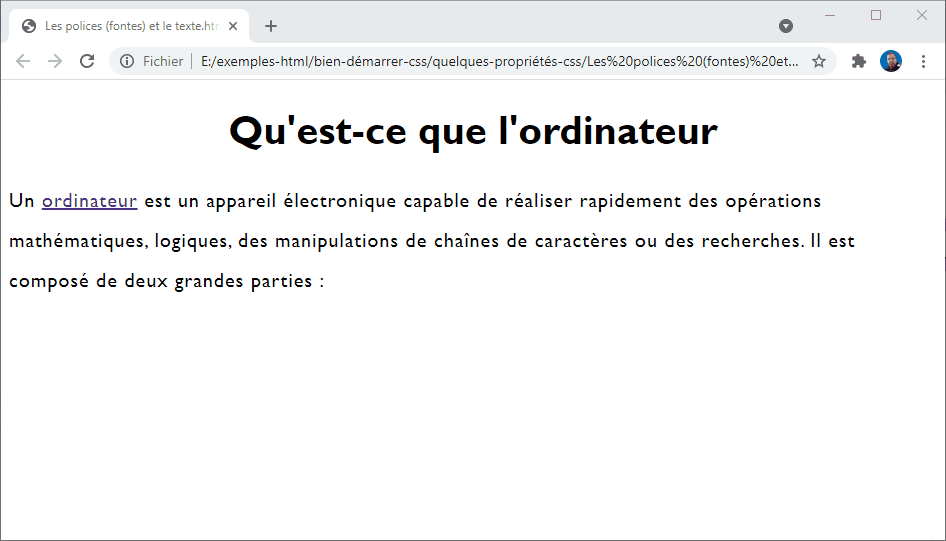 Les polices (fontes) et le texte.htm
Fichier
E:/exemples-html/bien-démarrer-css/quelques-propriétés-css/Les%20polices%20(fontes)%20et...
Qu'est-ce que l'ordinateur
Un ordinateur est un appareil électronique capable de réaliser rapidement des opérations
mathématiques, logiques, des manipulations de chaînes de caractères ou des recherches. Il est
composé de deux grandes parties :